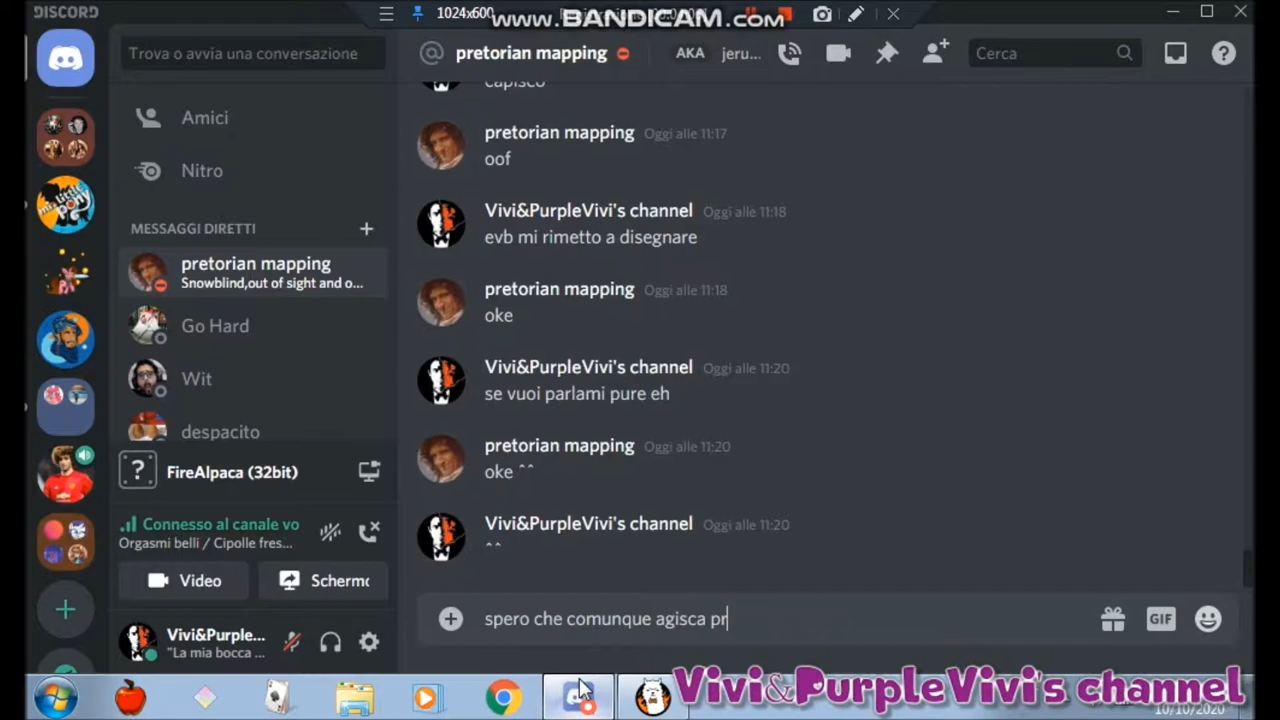 DISCORD
1024x600
www.BANDICAM.com
Trova o avvia una conversazione
pretorian mapping
AKA jeru...
Cerca
Amici
Nitro
MESSAGGI DIRETTI
pretorian mapping
Snowblind,out of sight and o...
Go Hard
Wit
despacito
FireAlpaca (32bit)
Connesso al canale vo
Orgasmi belli / Cipolle fres...
Video
Schermo
Vivi&Purple...
"La mia bocca ...
capisco
pretorian mapping Oggi alle 11:17
oof
Vivi&PurpleVivi's channel Oggi alle 11:18
evb mi rimetto a disegnare
pretorian mapping Oggi alle 11:18
oke
Vivi&PurpleVivi's channel Oggi alle 11:20
se vuoi parlami pure eh
pretorian mapping Oggi alle 11:20
oke ^^
Vivi&PurpleVivi's channel Oggi alle 11:20
^^
spero che comunque agisca pr
GIF
Vivi&PurpleVivi's channel
10/10/2020